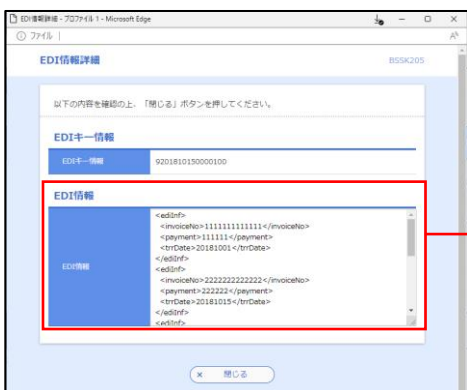 EDI情報詳細 - プロファイル 1 - Microsoft Edge
ファイル
EDI情報詳細
BSSK205
以下の内容を確認の上、「閉じる」ボタンを押してください。
EDIキー情報
EDIキー情報
9201810150000100
EDI情報
EDI情報
<ediInf>
<invoiceNo>1111111111111</invoiceNo>
<payment>111111</payment>
<trrDate>20181001</trrDate>
</ediInf>
<ediInf>
<invoiceNo>2222222222222</invoiceNo>
<payment>222222</payment>
<trrDate>20181015</trrDate>
</ediInf>
<ediInf>
× 閉じる